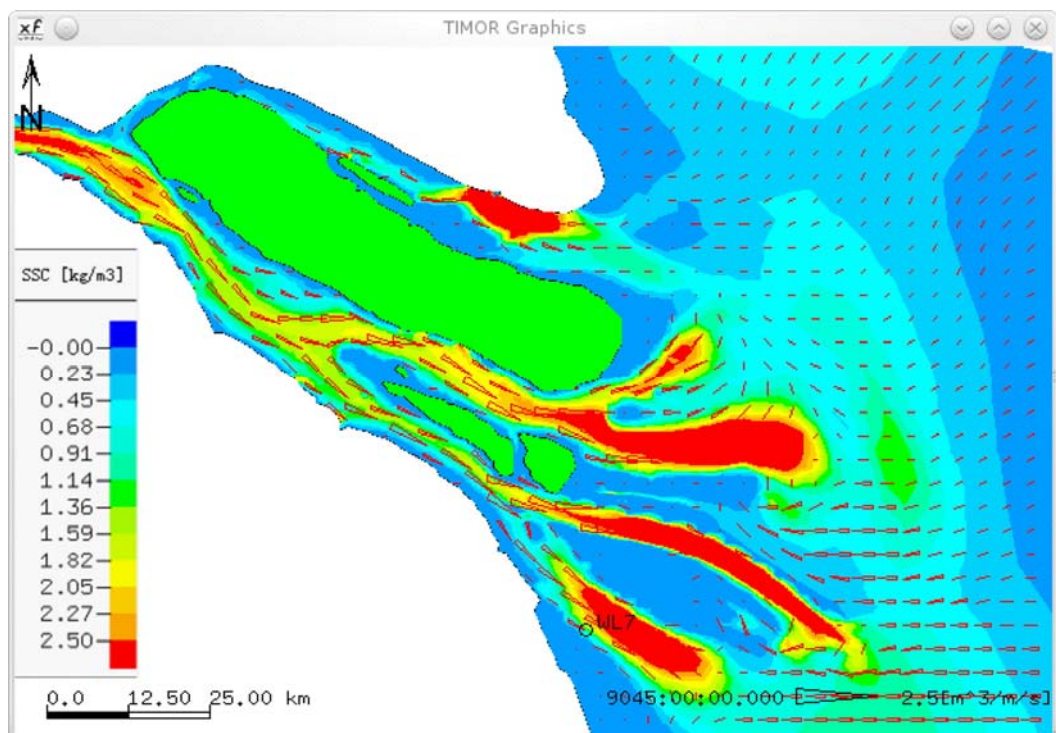 xf TIMOR Graphics
N
SSC [kg/m3]
-0.00
0.23
0.45
0.68
0.91
1.14
1.36
1.59
1.82
2.05
2.27
2.50
WL7
0.0 12.50 25.00 km
9045:00:00.000 [ 2.5[m^3/m/s]